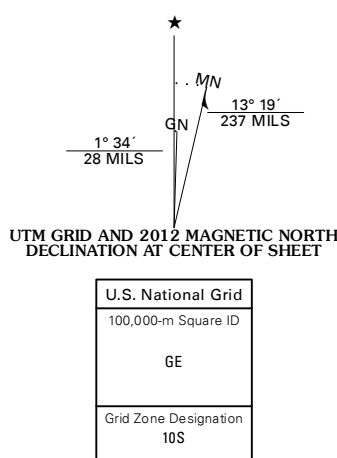 MN
13° 19´
237 MILS
GN
1° 34´
28 MILS
UTM GRID AND 2012 MAGNETIC NORTH
DECLINATION AT CENTER OF SHEET
U.S. National Grid
100,000-m Square ID
GE
Grid Zone Designation
10S